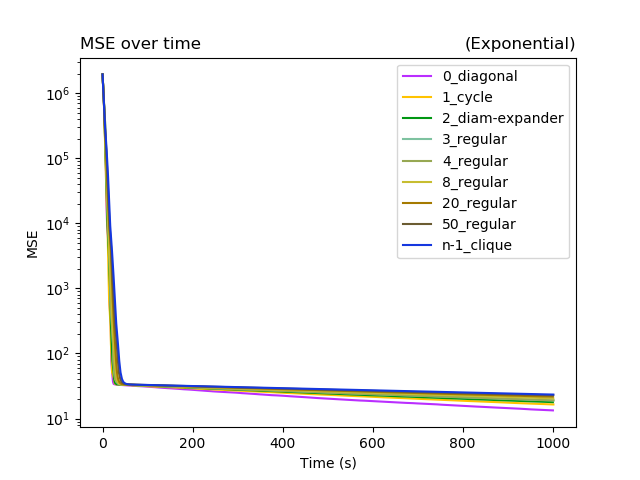 MSE over time
(Exponential)
0_diagonal
1_cycle
2_diam-expander
3_regular
4_regular
8_regular
20_regular
50_regular
n-1_clique
10^6
10^5
10^4
10^3
10^2
10^1
MSE
0 200 400 600 800 1000
Time (s)